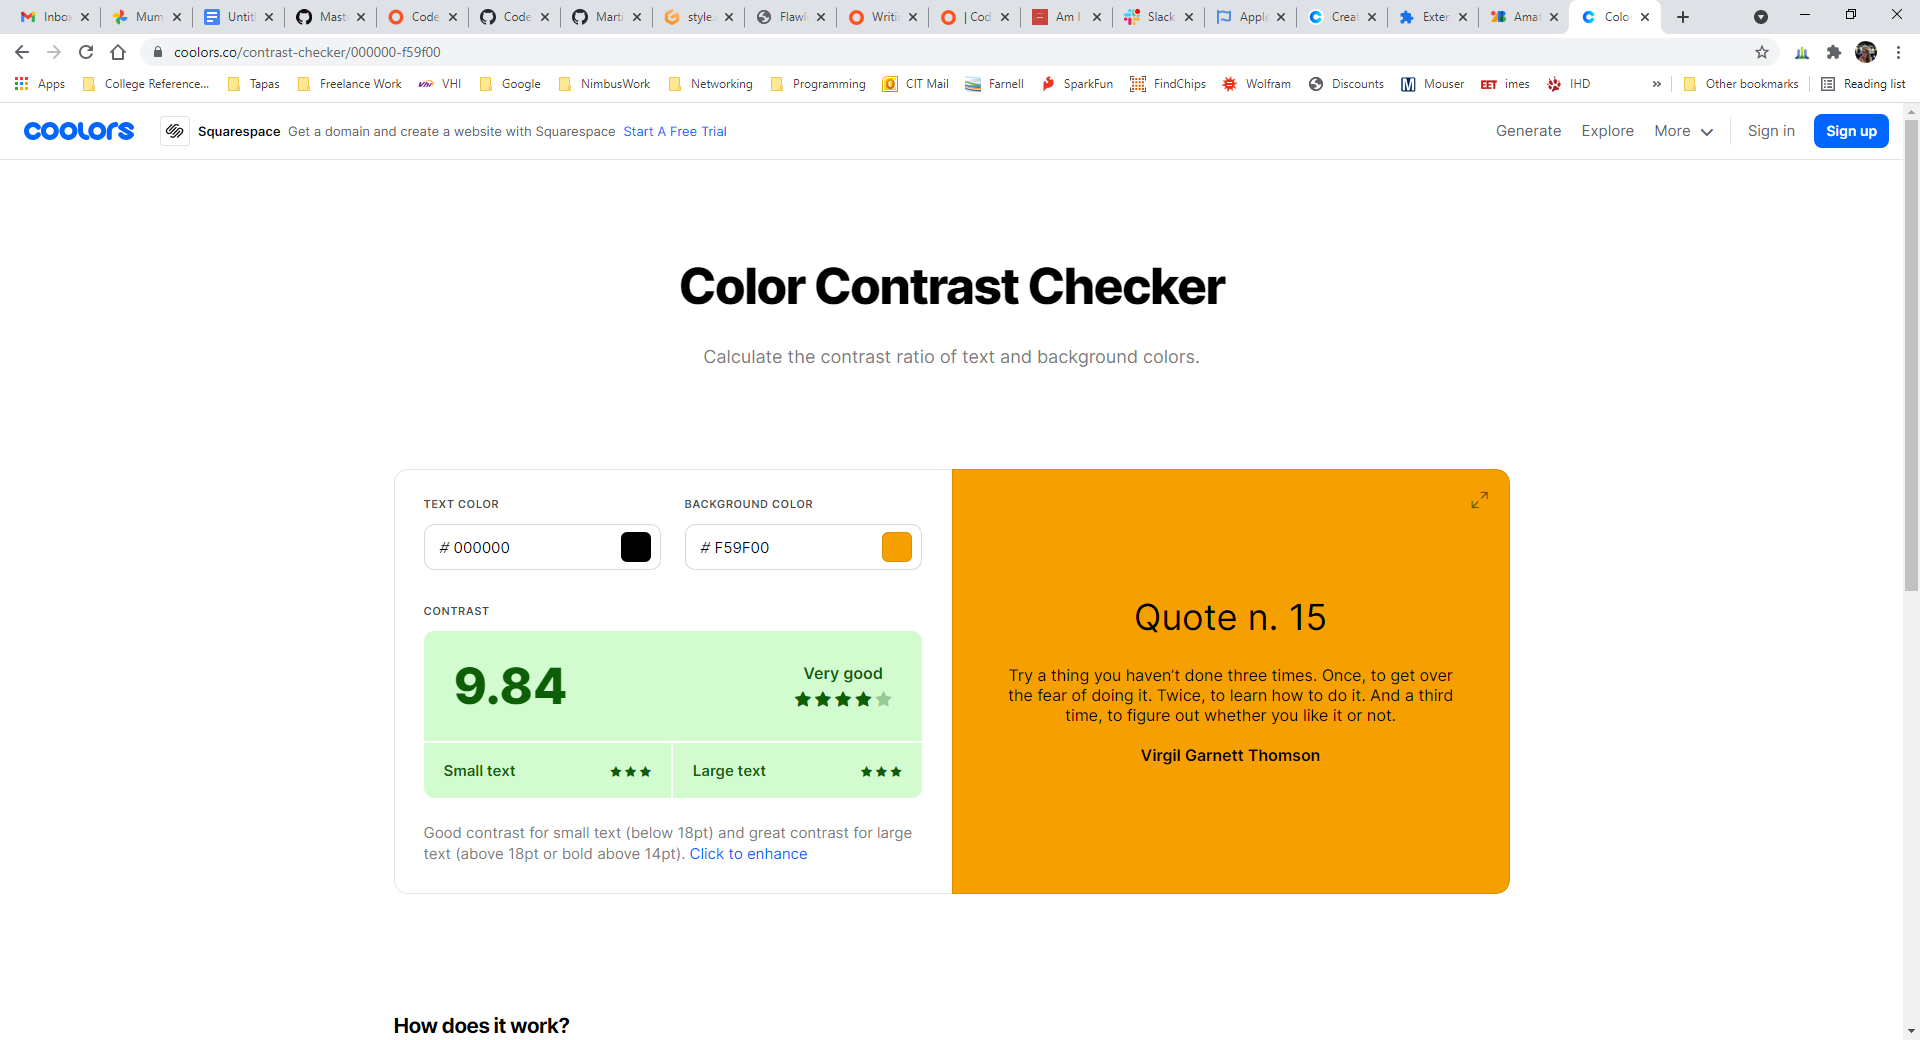 Inbox Mum Untitl Mast Code Code Marti style. Flawl Writin | Cod Am I Slack Apple Creat Exten Amaz Color
coolors.co/contrast-checker/000000-f59f00
Apps College Reference... Tapas Freelance Work VHI Google NimbusWork Networking Programming CIT Mail Farnell SparkFun FindChips Wolfram Discounts Mouser EET imes IHD » Other bookmarks Reading list
coolors Squarespace Get a domain and create a website with Squarespace Start A Free Trial Generate Explore More Sign in Sign up
Color Contrast Checker
Calculate the contrast ratio of text and background colors.
TEXT COLOR BACKGROUND COLOR
# 000000 # F59F00
CONTRAST
9.84 Very good
Small text Large text
Good contrast for small text (below 18pt) and great contrast for large
text (above 18pt or bold above 14pt). Click to enhance
Quote n. 15
Try a thing you haven’t done three times. Once, to get over
the fear of doing it. Twice, to learn how to do it. And a third
time, to figure out whether you like it or not.
Virgil Garnett Thomson
How does it work?